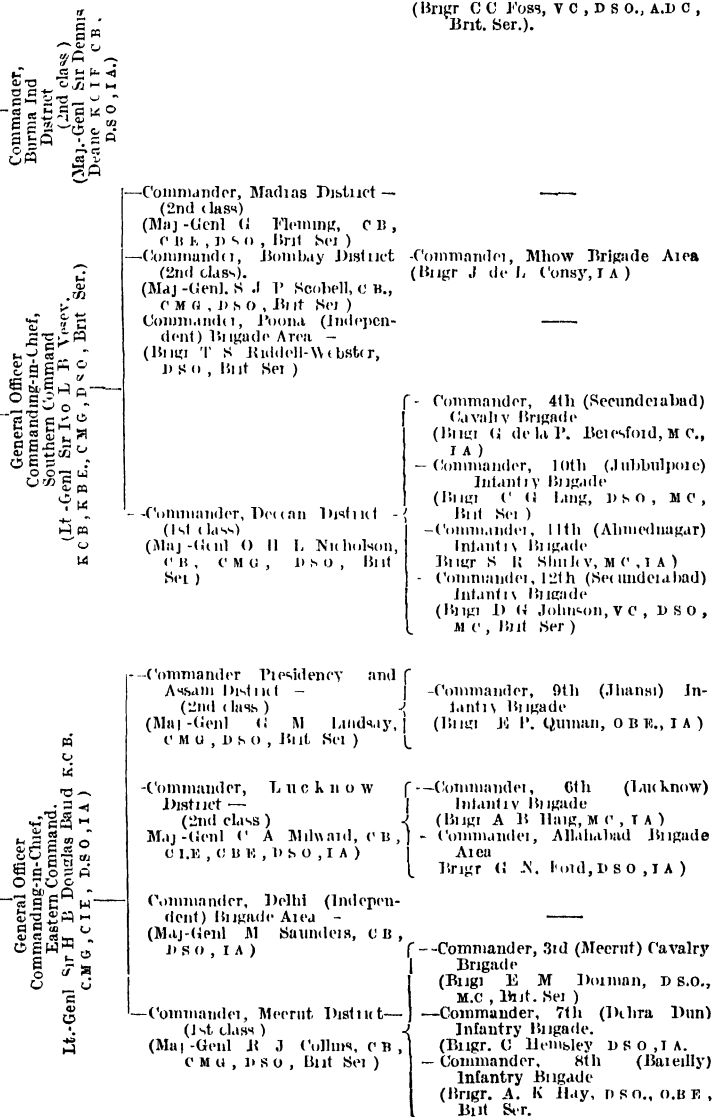 (Brigr C C Foss, V C , D S O., A.D C ,
Brit. Ser.).
Commander,
Burma Ind
District
(2nd class)
(Maj.-Genl Sir Dennis
Deane K C I F C B .
D.S O , I A.)
General Officer
Commanding-in-Chief,
Southern Command
(Lt -Genl Sir Ivo L B Vesey,
K C B , K B E., C M G , D S O , Brit Ser.)
—Commander, Madras District —
(2nd class)
(Maj -Genl G Fleming, C B ,
C B E , D S O , Brit Ser )
—Commander, Bombay District
(2nd class).
(Maj -Genl. S J P Scobell, C B.,
C M G , D S O , Brit Ser )
-Commander, Mhow Brigade Area
(Brigr J de L Consy, I A )
Commander, Poona (Indepen-
dent) Brigade Area —
(Brigr T S Riddell-Webster,
D S O , Brit Ser )
—Commander, Deccan District -
(1st class)
(Maj -Genl O H L Nicholson,
C B , C M G , D S O , Brit
Ser )
- Commander, 4th (Secunderabad)
Cavalry Brigade
(Brigr G de la P. Beresford, M C.,
I A )
— Commander, 10th (Jubbulpore)
Infantry Brigade
(Brigr C G Ling, D S O , M C ,
Brit Ser )
—Commander, 11th (Ahmednagar)
Infantry Brigade
Brigr S R Shirley, M C , I A )
- Commander, 12th (Secunderabad)
Infantry Brigade
(Brigr D G Johnson, V C , D S O ,
M C , Brit Ser )
General Officer
Commanding-in-Chief,
Eastern Command.
Lt.-Genl Sir H B Douglas Baud K.C B.
C.M G , C I E , D.S O , I A)
—Commander Presidency and
Assam District —
(2nd class )
(Maj -Genl G M Lindsay,
C M G , D S O , Brit Ser )
-Commander, 9th (Jhansi) In-
fantry Brigade
(Brigr E P. Quinan, O B E., I A )
-Commander, Lucknow
District —
(2nd class )
Maj -Genl C A Milward, C B ,
C I.E , C B E , D S O , I A )
—Commander, 6th (Lucknow)
Infantry Brigade
(Brigr A B Haig, M C , I A )
- Commander, Allahabad Brigade
Area
Brigr G N. Ford, D S O , I A )
Commander, Delhi (Indepen-
dent) Brigade Area —
(Maj-Genl M Saunders, C B ,
D S O , I A )
—Commander, Meerut District—
(1st class )
(Maj -Genl R J Collins, C B ,
C M G , D S O , Brit Ser )
—Commander, 3rd (Meerut) Cavalry
Brigade
(Brigr E M Dorman, D S.O.,
M.C , Brit. Ser )
—Commander, 7th (Dehra Dun)
Infantry Brigade.
(Brigr. C Hemsley D S O , I A.
— Commander, 8th (Bareilly)
Infantry Brigade
(Brigr. A. K Hay, D S O., O.B E ,
Brit Ser.